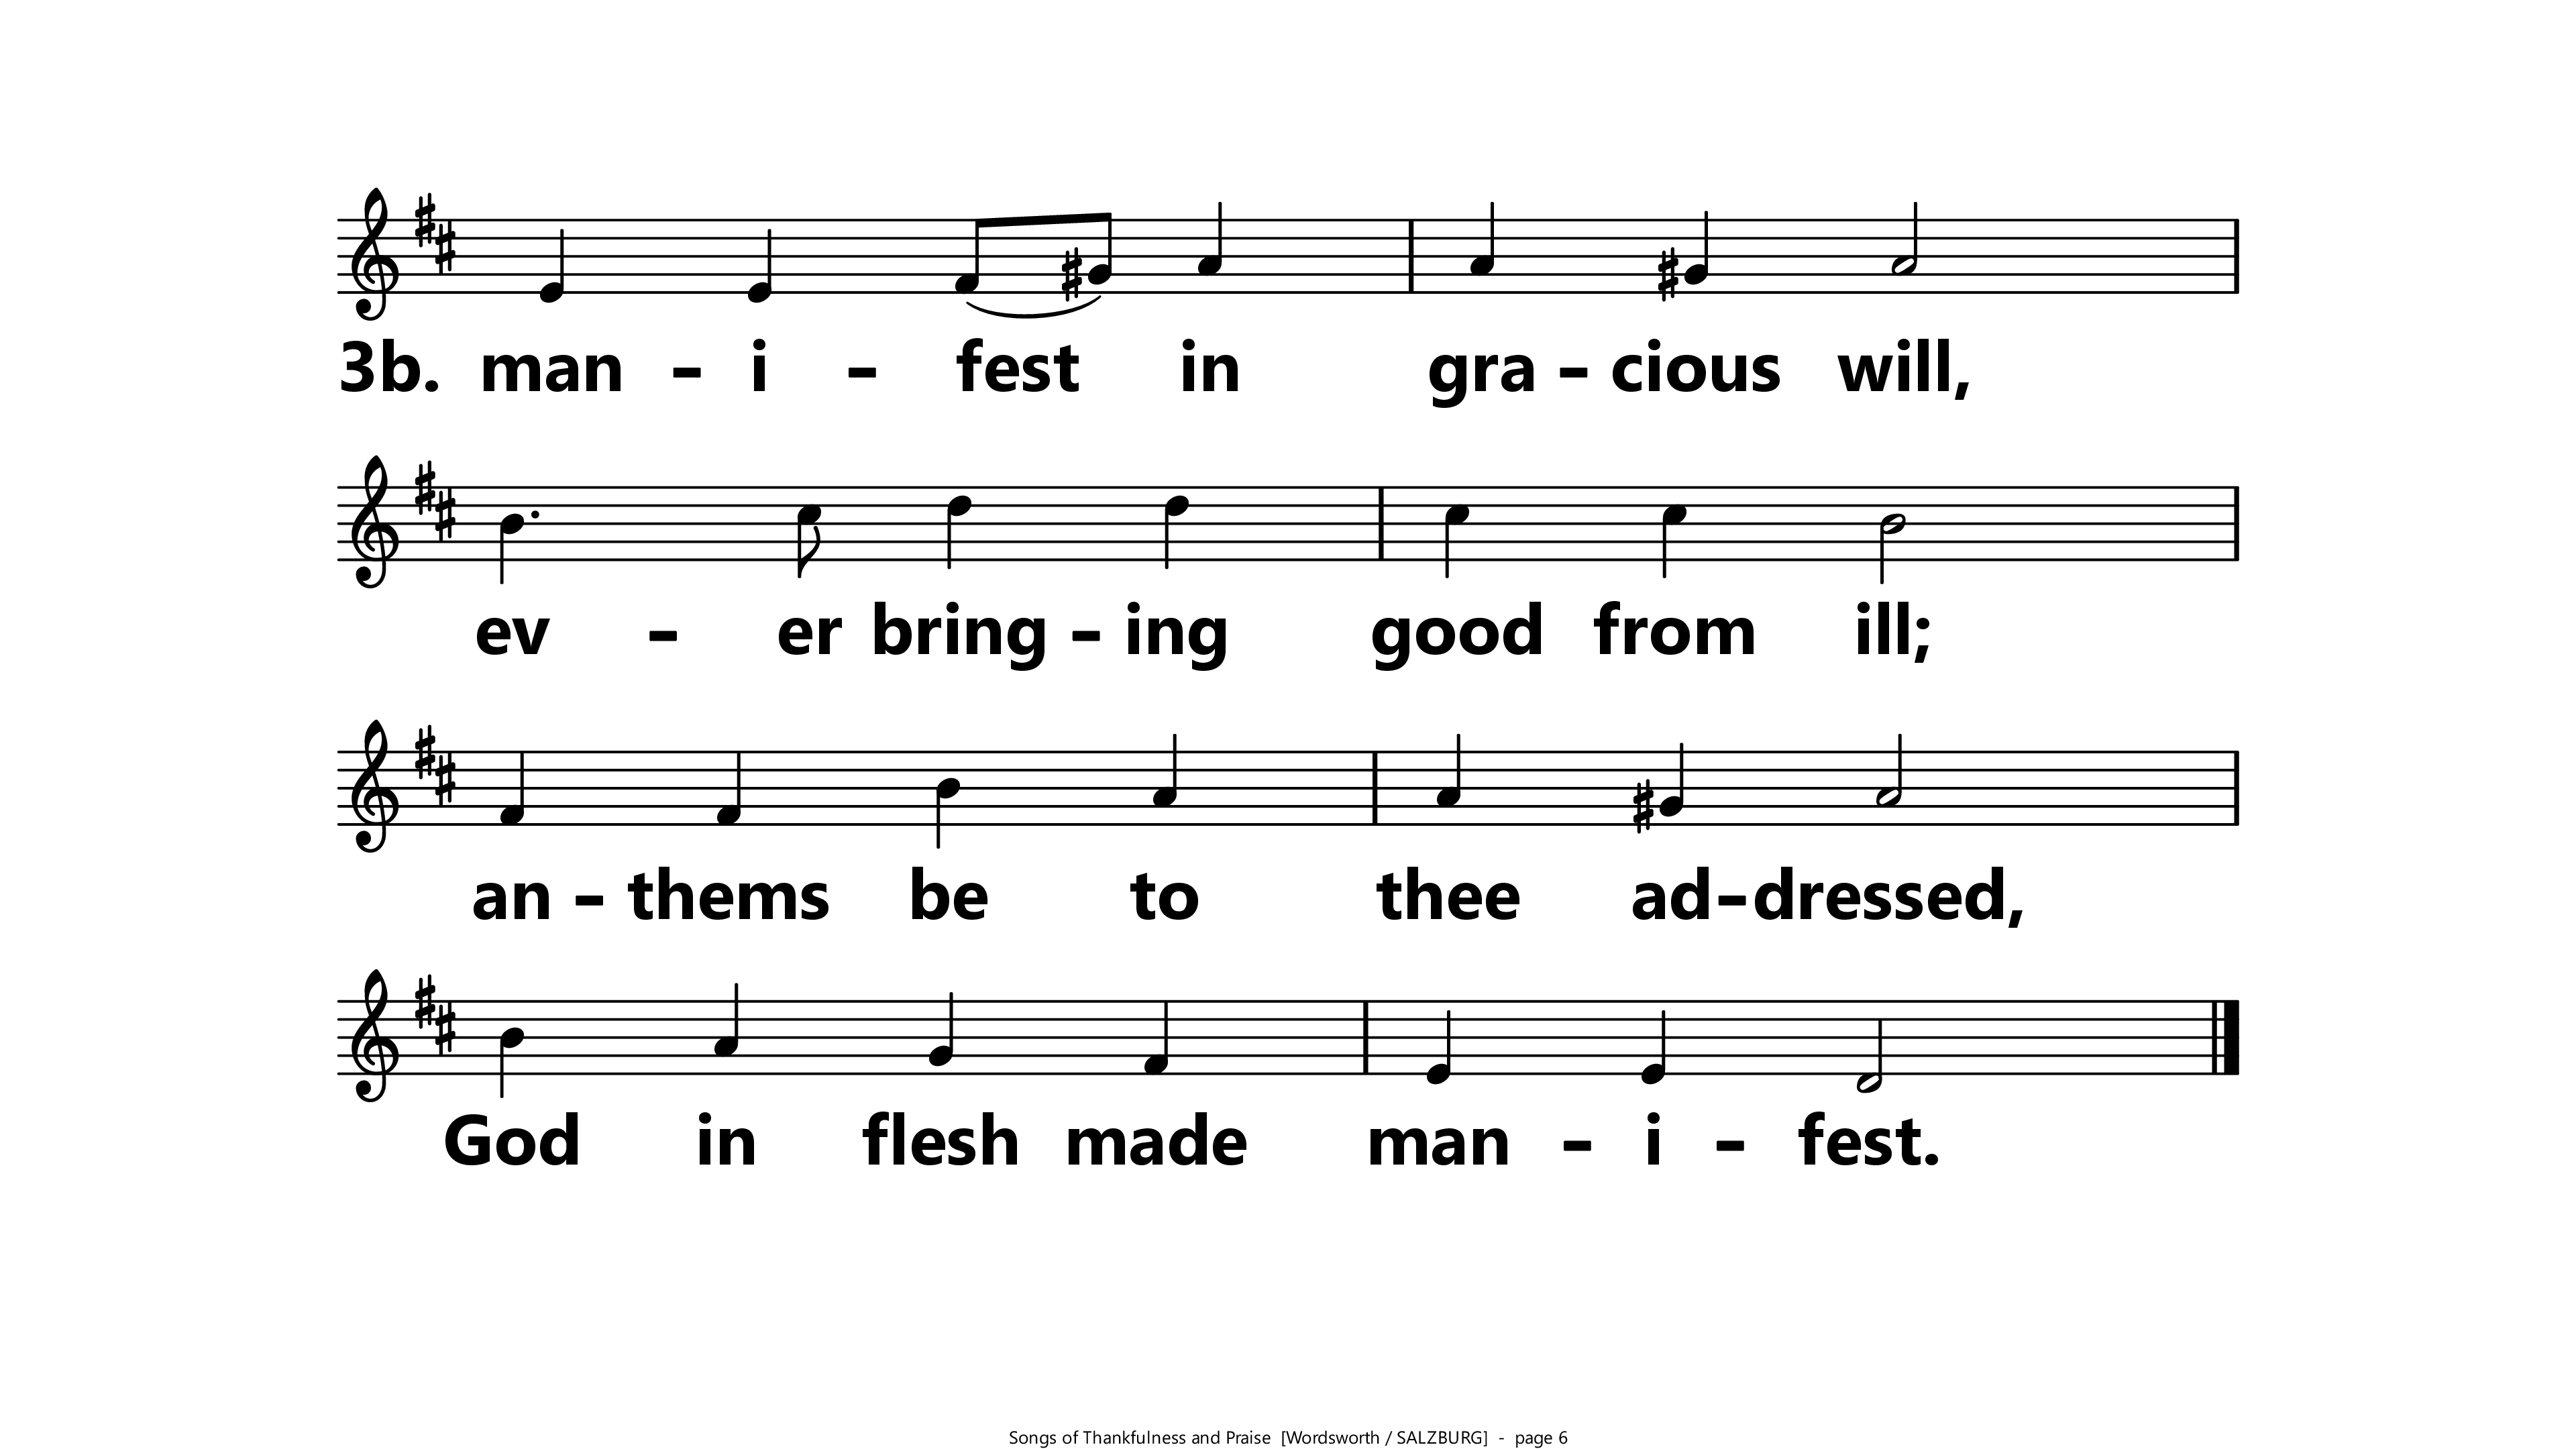 3b. man - i - fest in gra - cious will,
ev - er bring - ing good from ill;
an - thems be to thee ad - dressed,
God in flesh made man - i - fest.
Songs of Thankfulness and Praise [Wordsworth / SALZBURG] - page 6